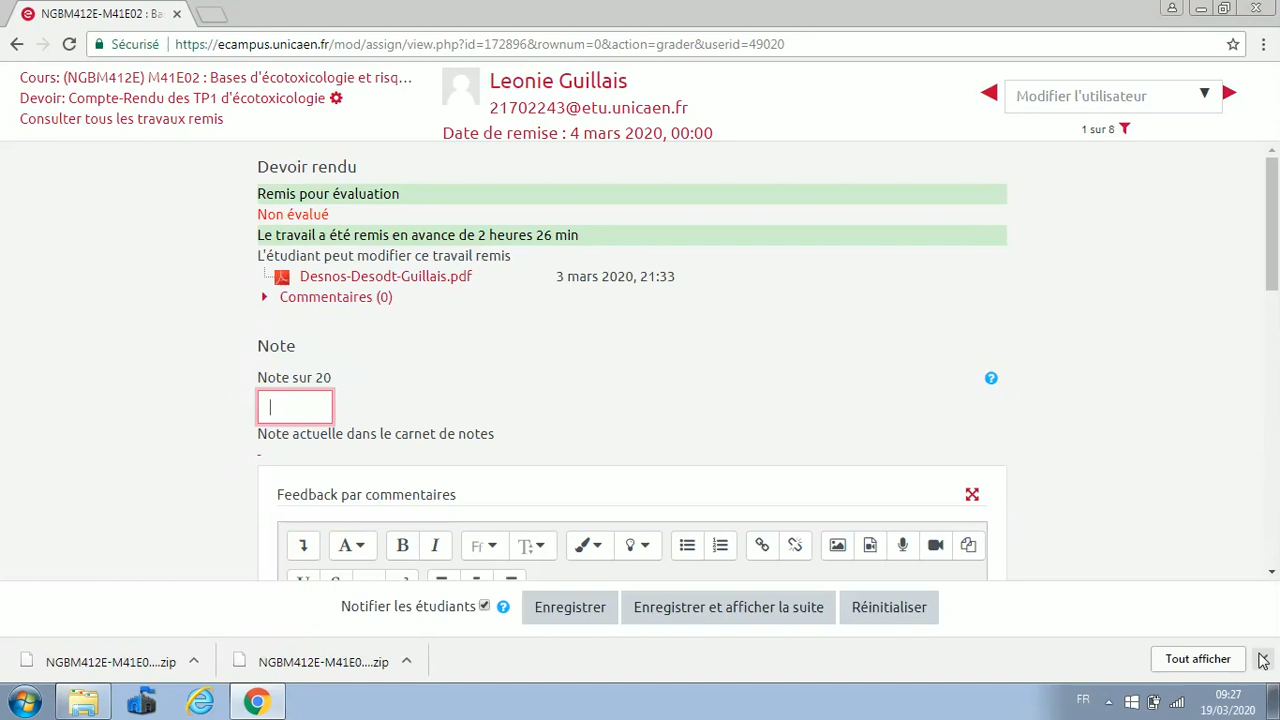 NGBM412E-M41E02 : Ba
Sécurisé
https://ecampus.unicaen.fr/mod/assign/view.php?id=172896&rownum=0&action=grader&userid=49020
Cours: (NGBM412E) M41E02 : Bases d'écotoxicologie et risq…
Devoir: Compte-Rendu des TP1 d'écotoxicologie
Consulter tous les travaux remis
Leonie Guillais
21702243@etu.unicaen.fr
Date de remise : 4 mars 2020, 00:00
Modifier l'utilisateur
1 sur 8
Devoir rendu
Remis pour évaluation
Non évalué
Le travail a été remis en avance de 2 heures 26 min
L'étudiant peut modifier ce travail remis
Desnos-Desodt-Guillais.pdf 3 mars 2020, 21:33
Commentaires (0)
Note
Note sur 20
Note actuelle dans le carnet de notes
-
Feedback par commentaires
A B I Fr T
Notifier les étudiants Enregistrer Enregistrer et afficher la suite Réinitialiser
NGBM412E-M41E0....zip NGBM412E-M41E0....zip Tout afficher
FR 09:27
19/03/2020